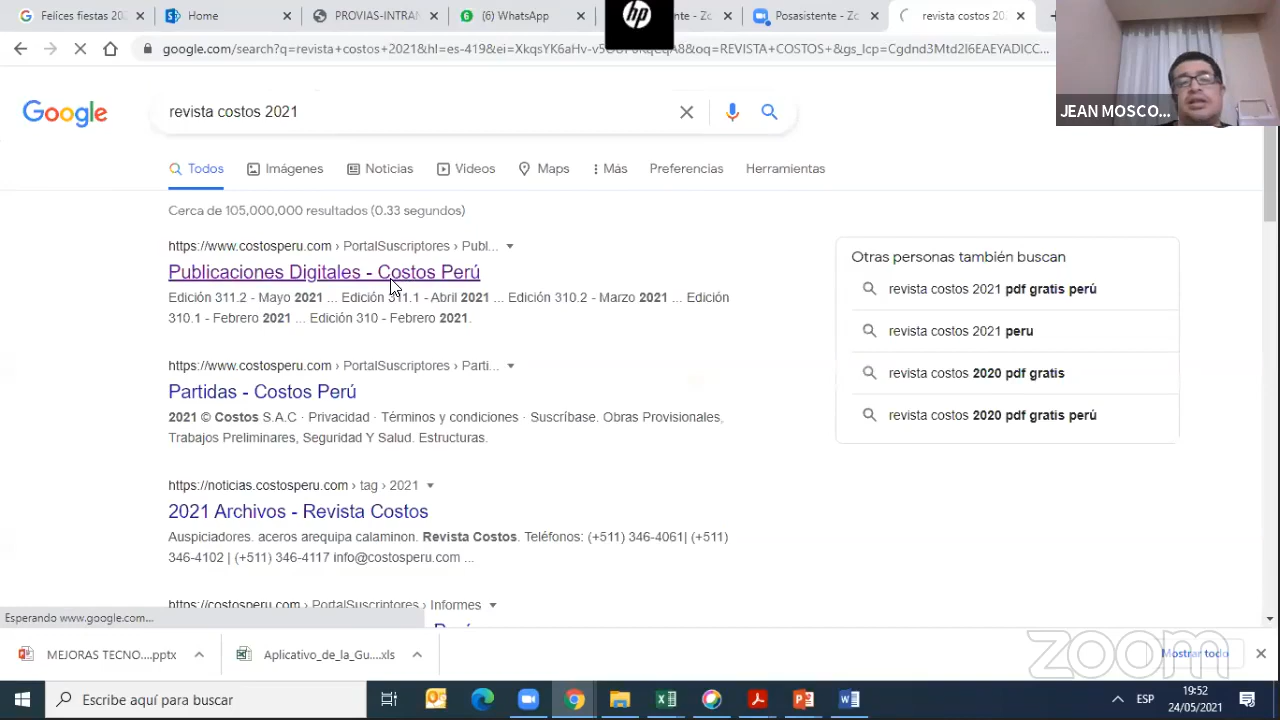 Felices fiestas 202
Home
PROVIAS-INTRAN
(6) WhatsApp
Posasistente - Zc
revista costos 202
google.com/search?q=revista+costos+2021&hl=es-419&ei=XkqsYK6aHv-v5OU
JEAN MOSCO...
Google
revista costos 2021
Todos
Imágenes
Noticias
Videos
Maps
Más
Preferencias
Herramientas
Cerca de 105,000,000 resultados (0.33 segundos)
https://www.costosperu.com › PortalSuscriptores › Publ...
Publicaciones Digitales - Costos Perú
Edición 311.2 - Mayo 2021 ... Edición 311.1 - Abril 2021 ... Edición 310.2 - Marzo 2021 ... Edición
310.1 - Febrero 2021 ... Edición 310 - Febrero 2021.
Otras personas también buscan
revista costos 2021 pdf gratis perú
revista costos 2021 peru
revista costos 2020 pdf gratis
revista costos 2020 pdf gratis perú
https://www.costosperu.com › PortalSuscriptores › Parti...
Partidas - Costos Perú
2021 © Costos S.A.C · Privacidad · Términos y condiciones · Suscríbase. Obras Provisionales,
Trabajos Preliminares, Seguridad Y Salud. Estructuras.
https://noticias.costosperu.com › tag › 2021
2021 Archivos - Revista Costos
Auspiciadores. aceros arequipa calaminon. Revista Costos. Teléfonos: (+511) 346-4061| (+511)
346-4102 | (+511) 346-4117 info@costosperu.com ...
https://costosperu.com › PortalSuscriptores › Informes
Esperando www.google.com...
MEJORAS TECNO....pptx
Aplicativo_de_la_Gu....xls
Mostrar todo
zoom
Escribe aquí para buscar
ESP
19:52
24/05/2021